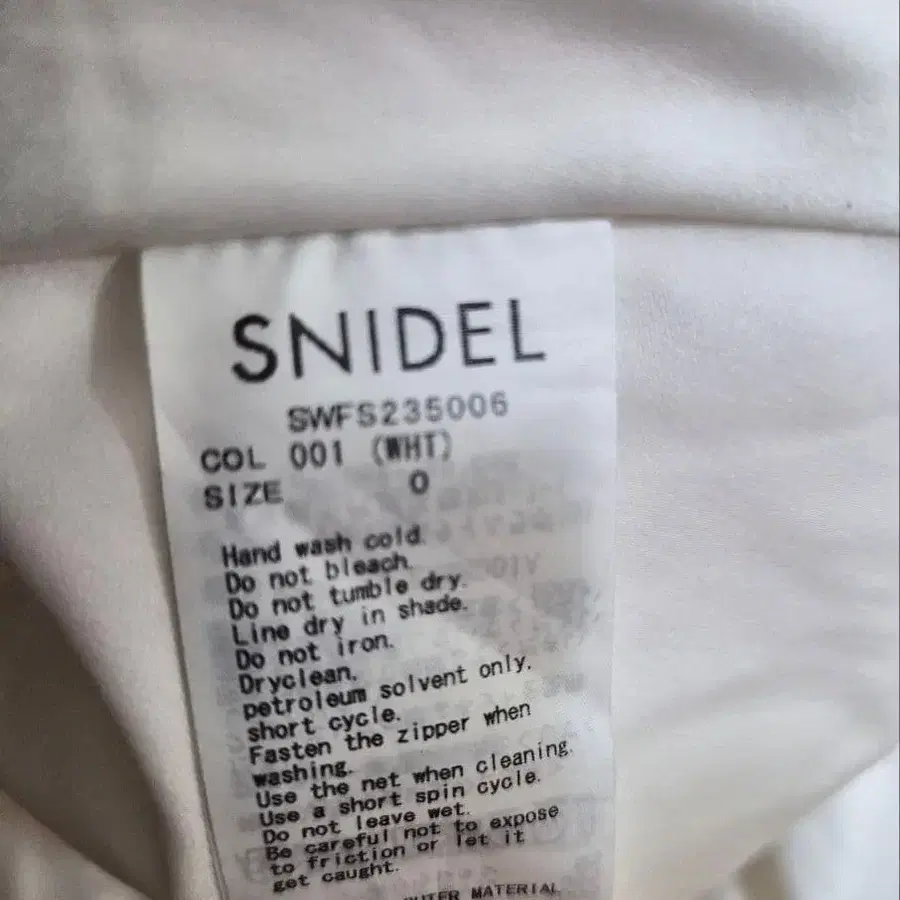 SNIDEL
SWFS235006
COL 001 (WHT)
SIZE 0
Hand wash cold.
Do not bleach.
Do not tumble dry.
Line dry in shade.
Do not iron.
Dryclean,
petroleum solvent only,
short cycle.
Fasten the zipper when
washing.
Use the net when cleaning.
Use a short spin cycle.
Do not leave wet.
Be careful not to expose
to friction or let it
get caught.
OUTER MATERIAL